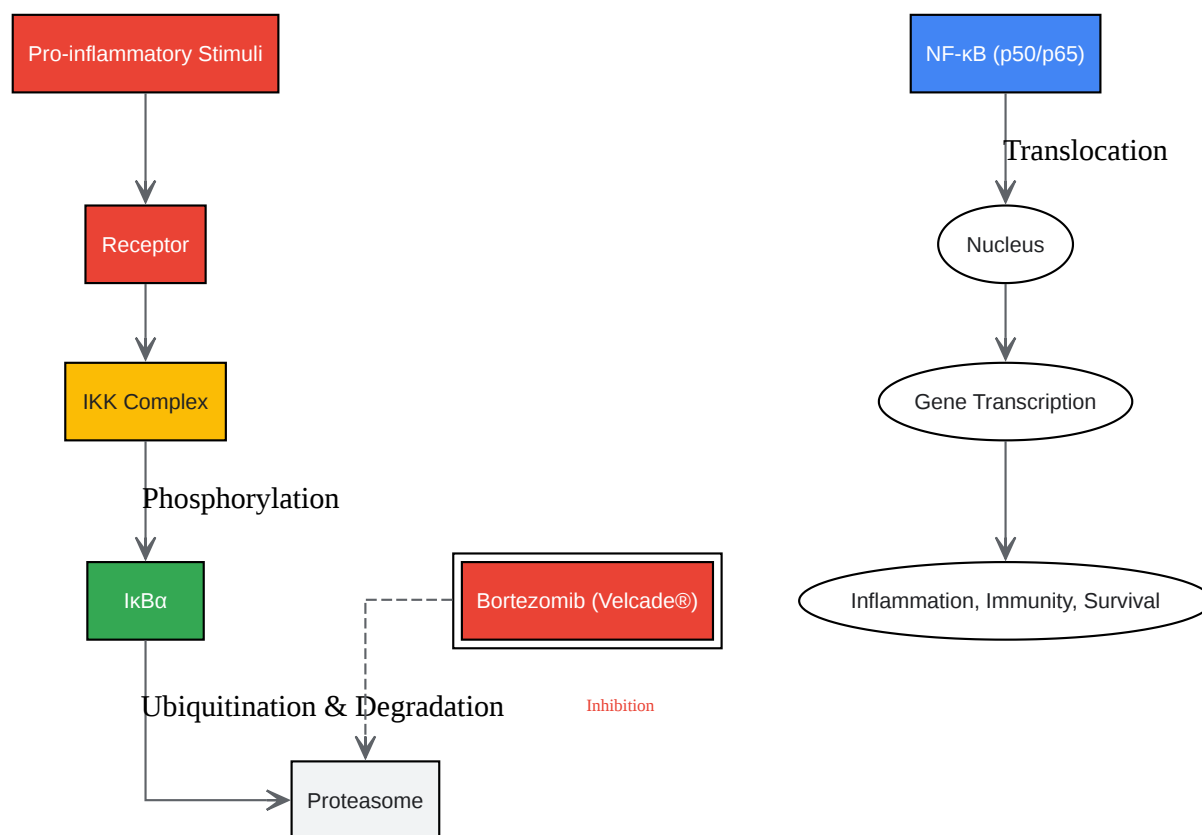 Pro-inflammatory Stimuli
NF-κB (p50/p65)
Translocation
Receptor
Nucleus
IKK Complex
Gene Transcription
Phosphorylation
IκBα
Bortezomib (Velcade®)
Inflammation, Immunity, Survival
Ubiquitination & Degradation
Inhibition
Proteasome